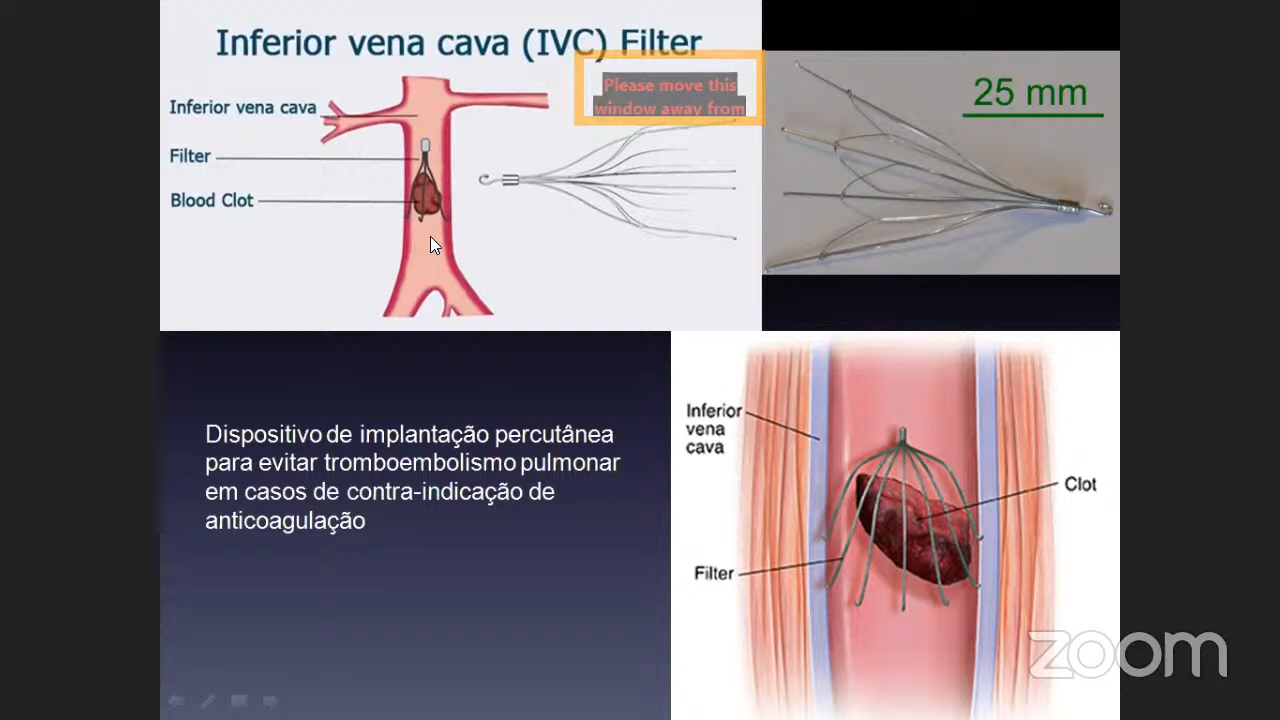 Inferior vena cava (IVC) Filter
Please move this
window away from
Inferior vena cava
Filter
Blood Clot
25 mm
Dispositivo de implantação percutânea
para evitar tromboembolismo pulmonar
em casos de contra-indicação de
anticoagulação
Inferior
vena
cava
Clot
Filter
zoom